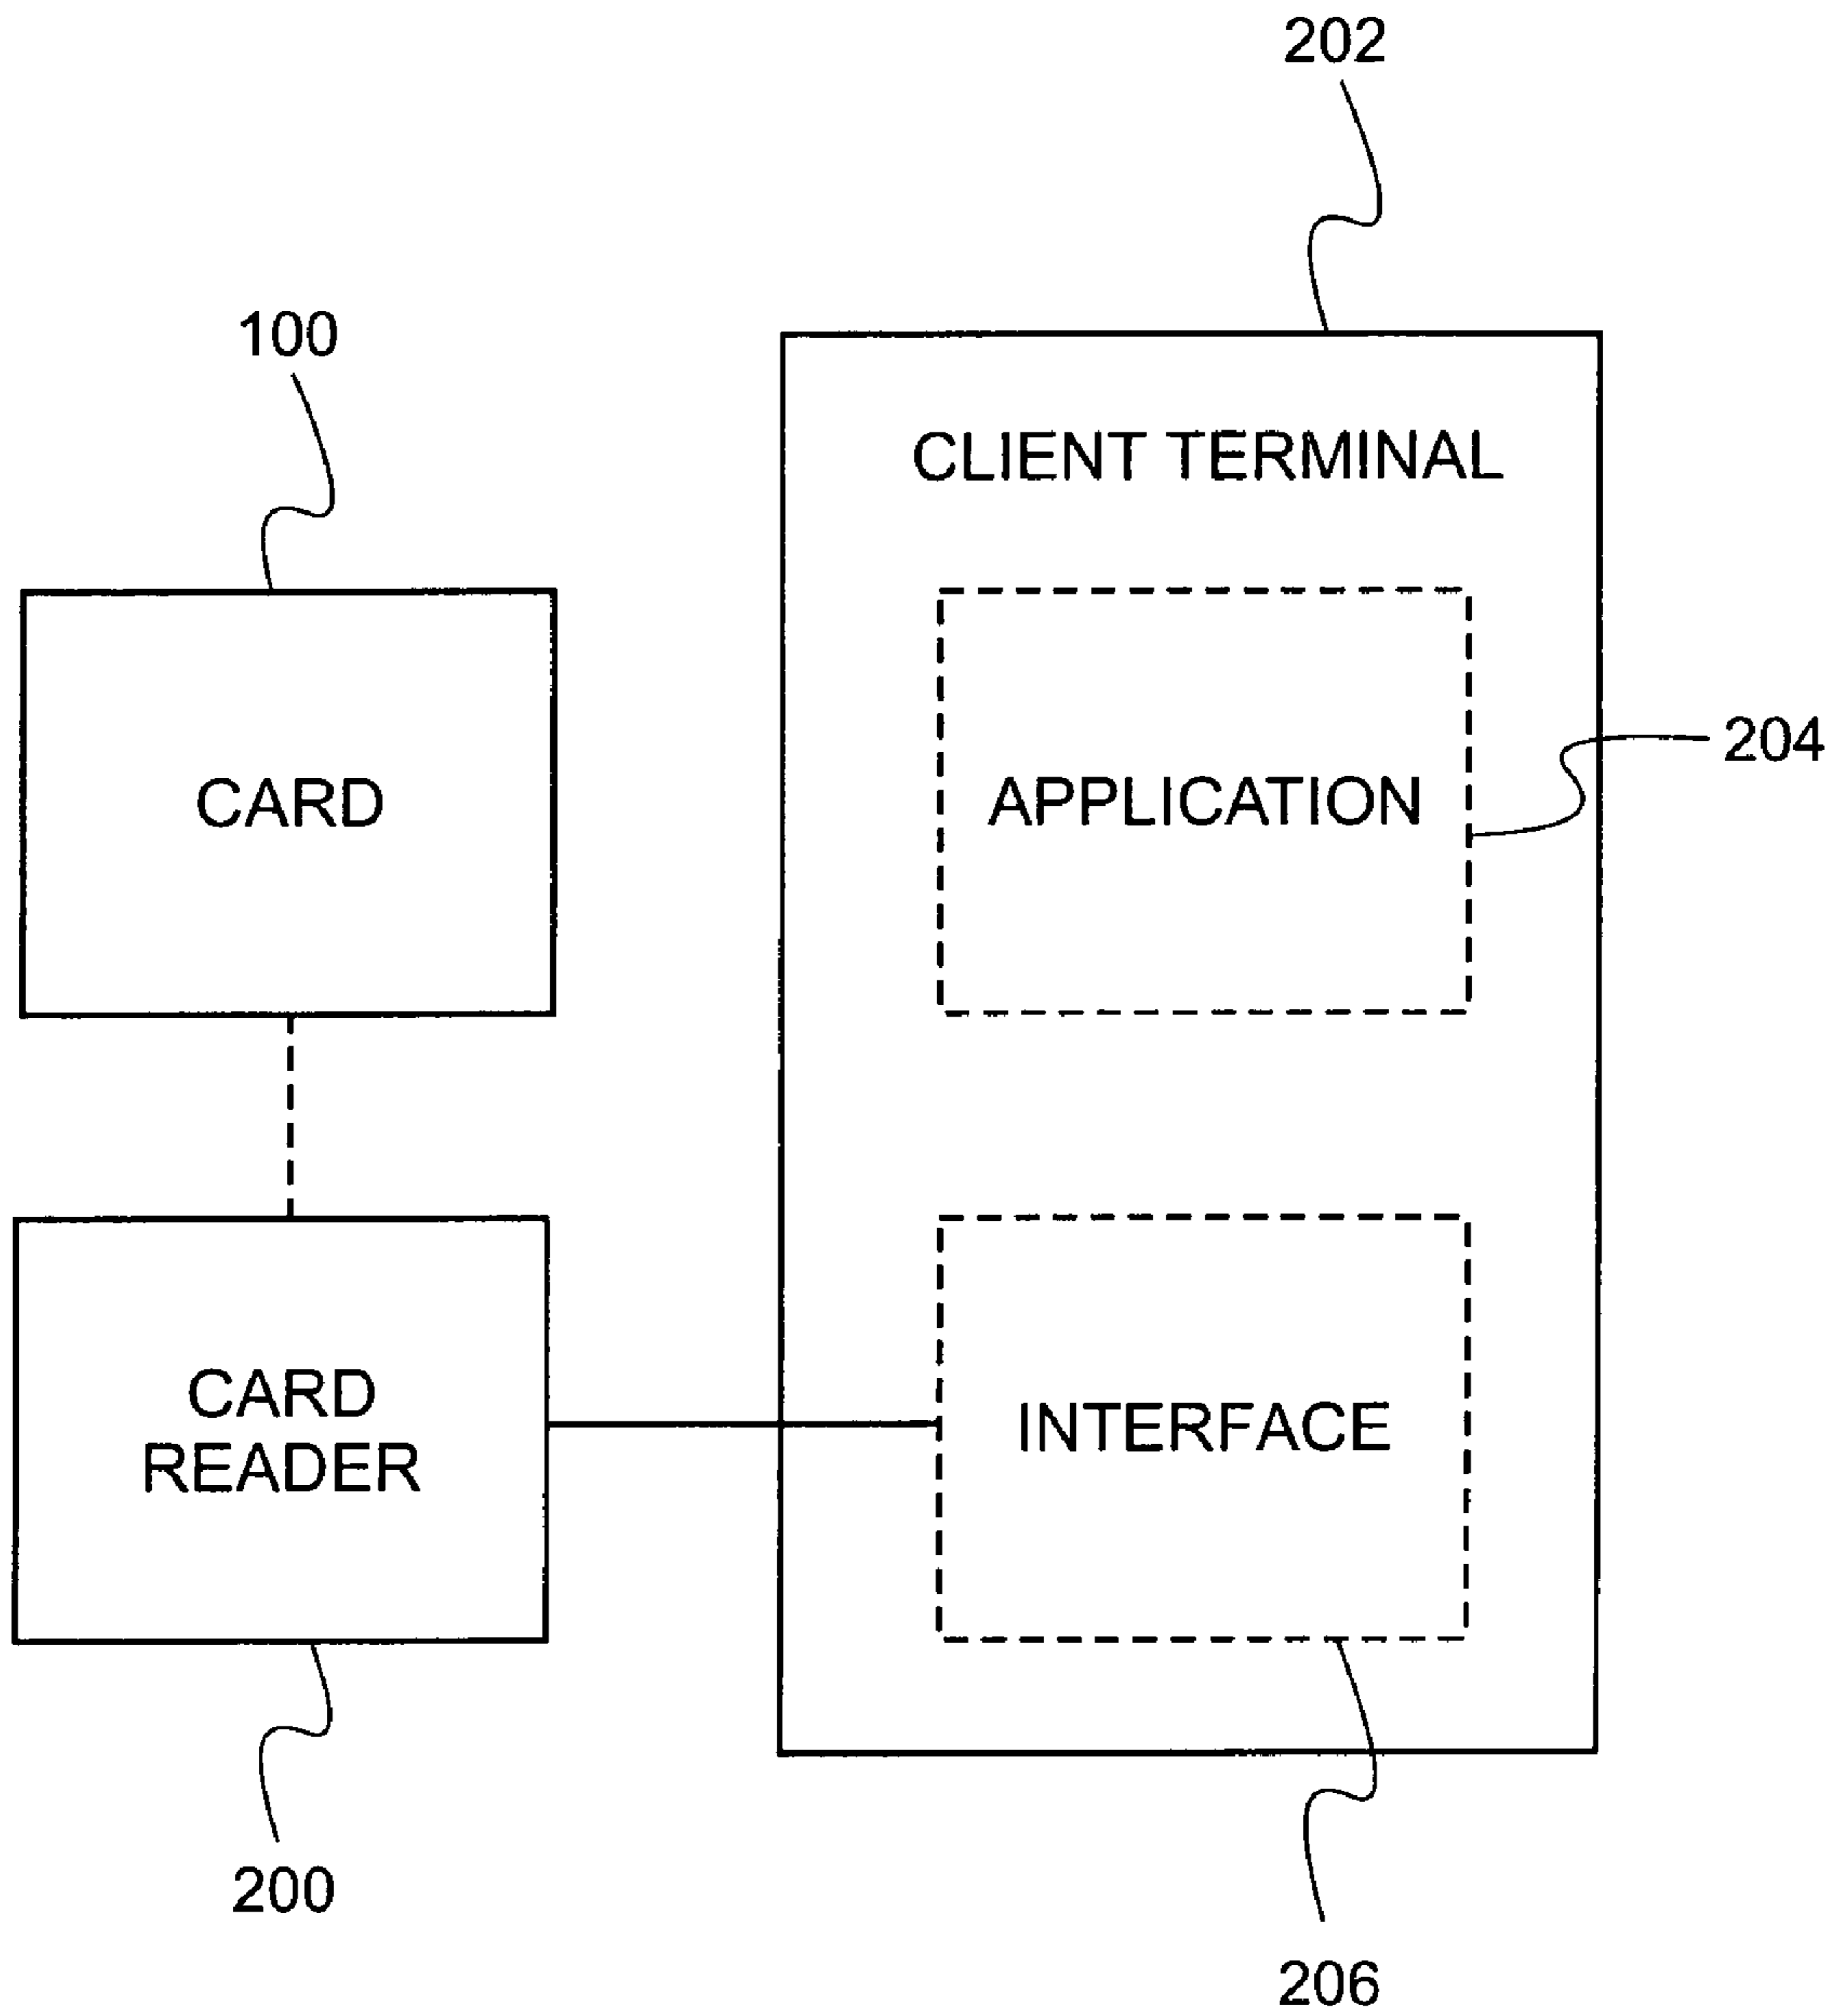 202
100
CLIENT TERMINAL
204
CARD
APPLICATION
CARD
READER
INTERFACE
200
206